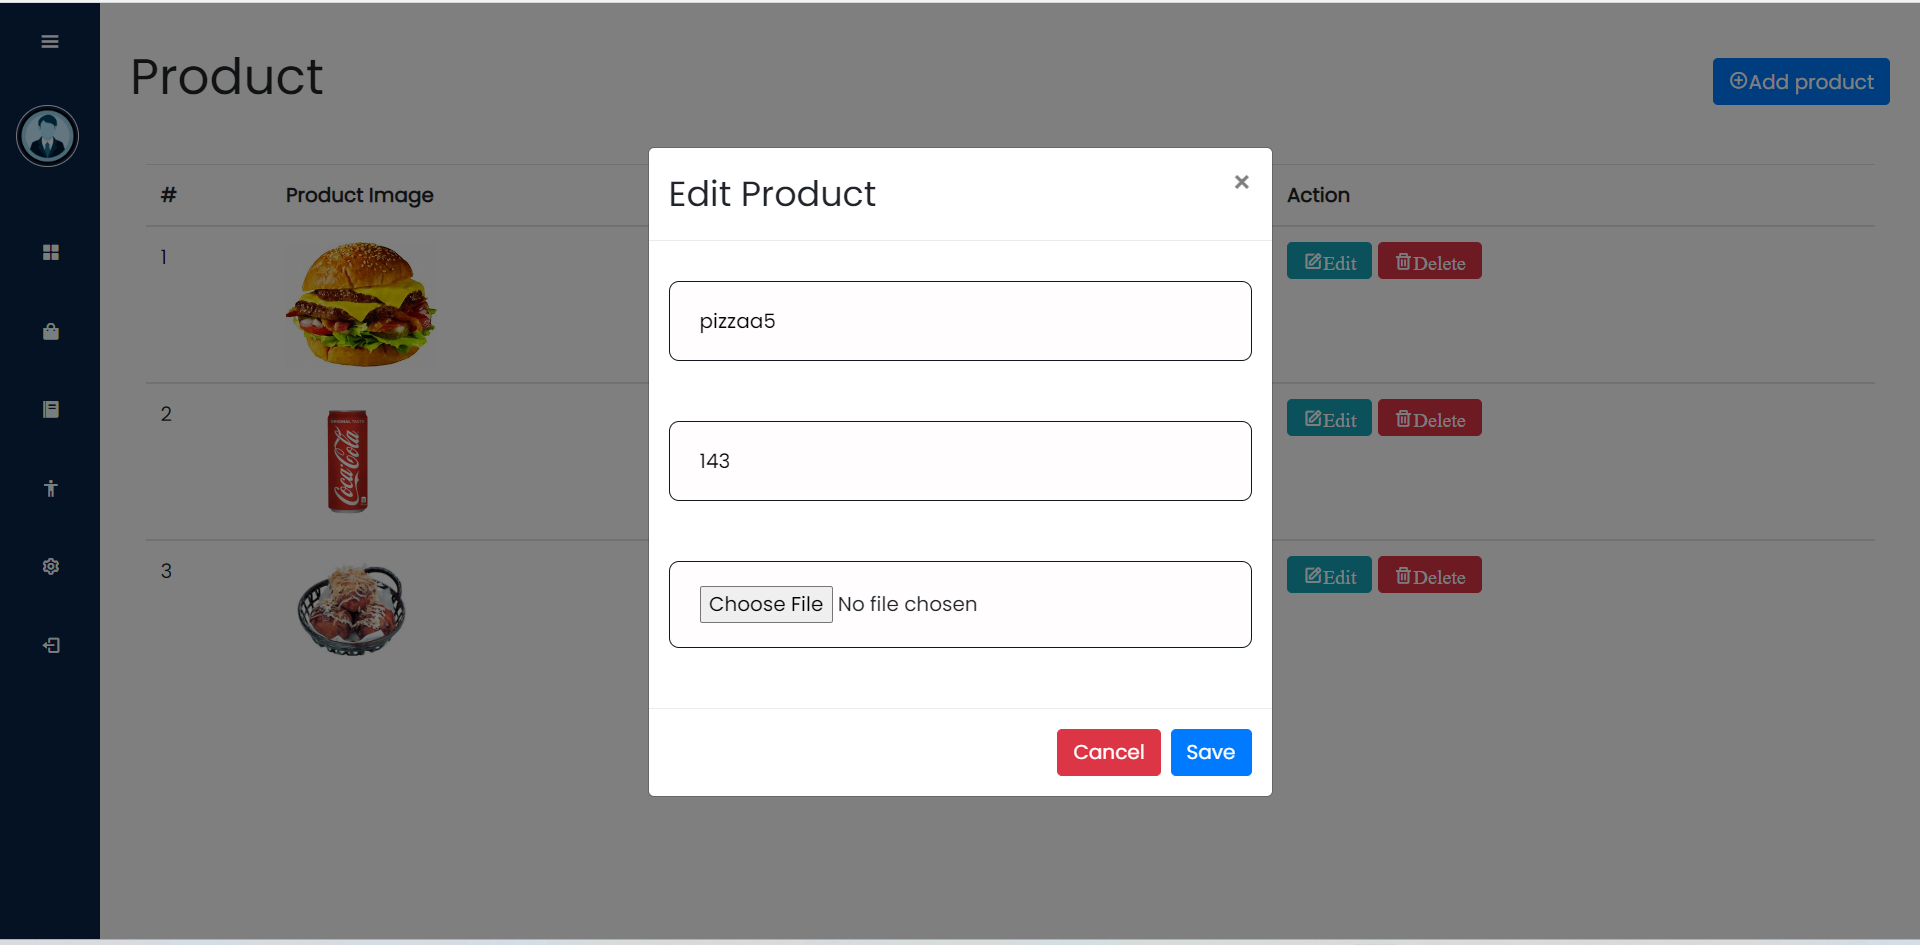 Product
Add product
# Product Image Action
1 Edit Delete
2 Coca-Cola Edit Delete
3 Edit Delete
Edit Product
×
pizzaa5
143
Choose File No file chosen
Cancel Save